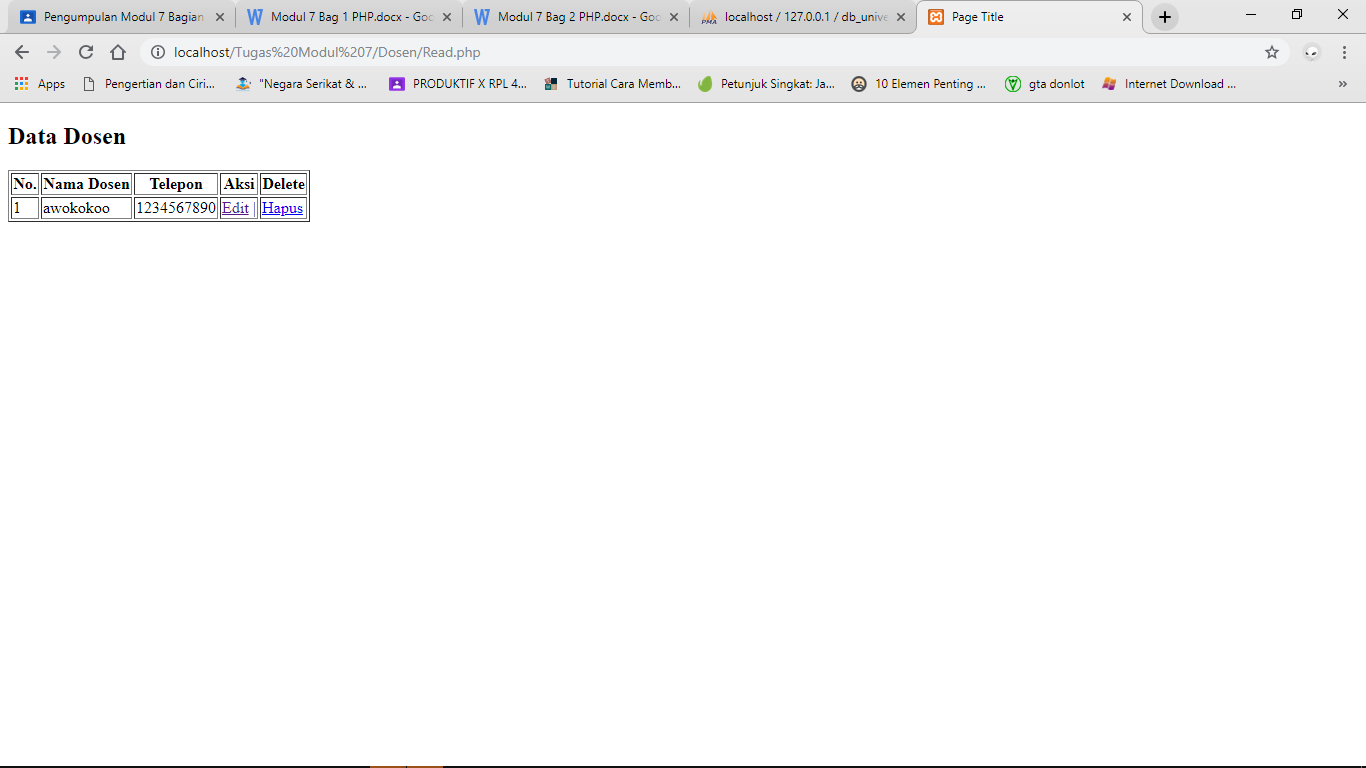 Pengumpulan Modul 7 Bagian
Modul 7 Bag 1 PHP.docx - Goo
Modul 7 Bag 2 PHP.docx - Goo
localhost / 127.0.0.1 / db_unive
Page Title
localhost/Tugas%20Modul%207/Dosen/Read.php
Apps
Pengertian dan Ciri...
"Negara Serikat & ...
PRODUKTIF X RPL 4...
Tutorial Cara Memb...
Petunjuk Singkat: Ja...
10 Elemen Penting ...
gta donlot
Internet Download ...
Data Dosen
No. Nama Dosen Telepon Aksi Delete
1 awokokoo 1234567890 Edit | Hapus